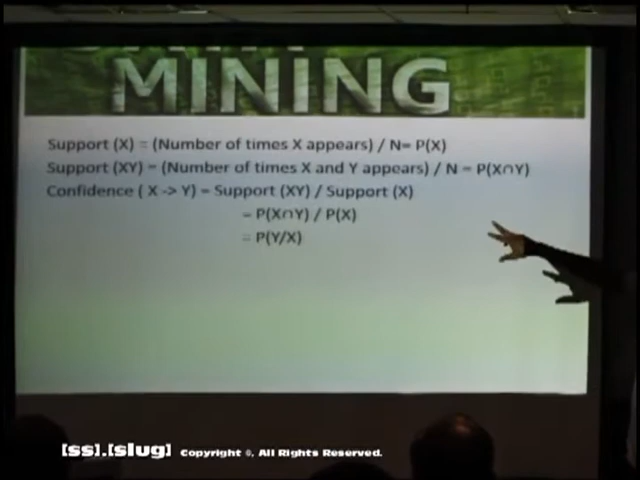 MINING
Support (X) = (Number of times X appears) / N= P(X)
Support (XY) = (Number of times X and Y appears) / N = P(X∩Y)
Confidence ( X -> Y) = Support (XY) / Support (X)
= P(X∩Y) / P(X)
= P(Y/X)
[ss].[slug] Copyright ©, All Rights Reserved.